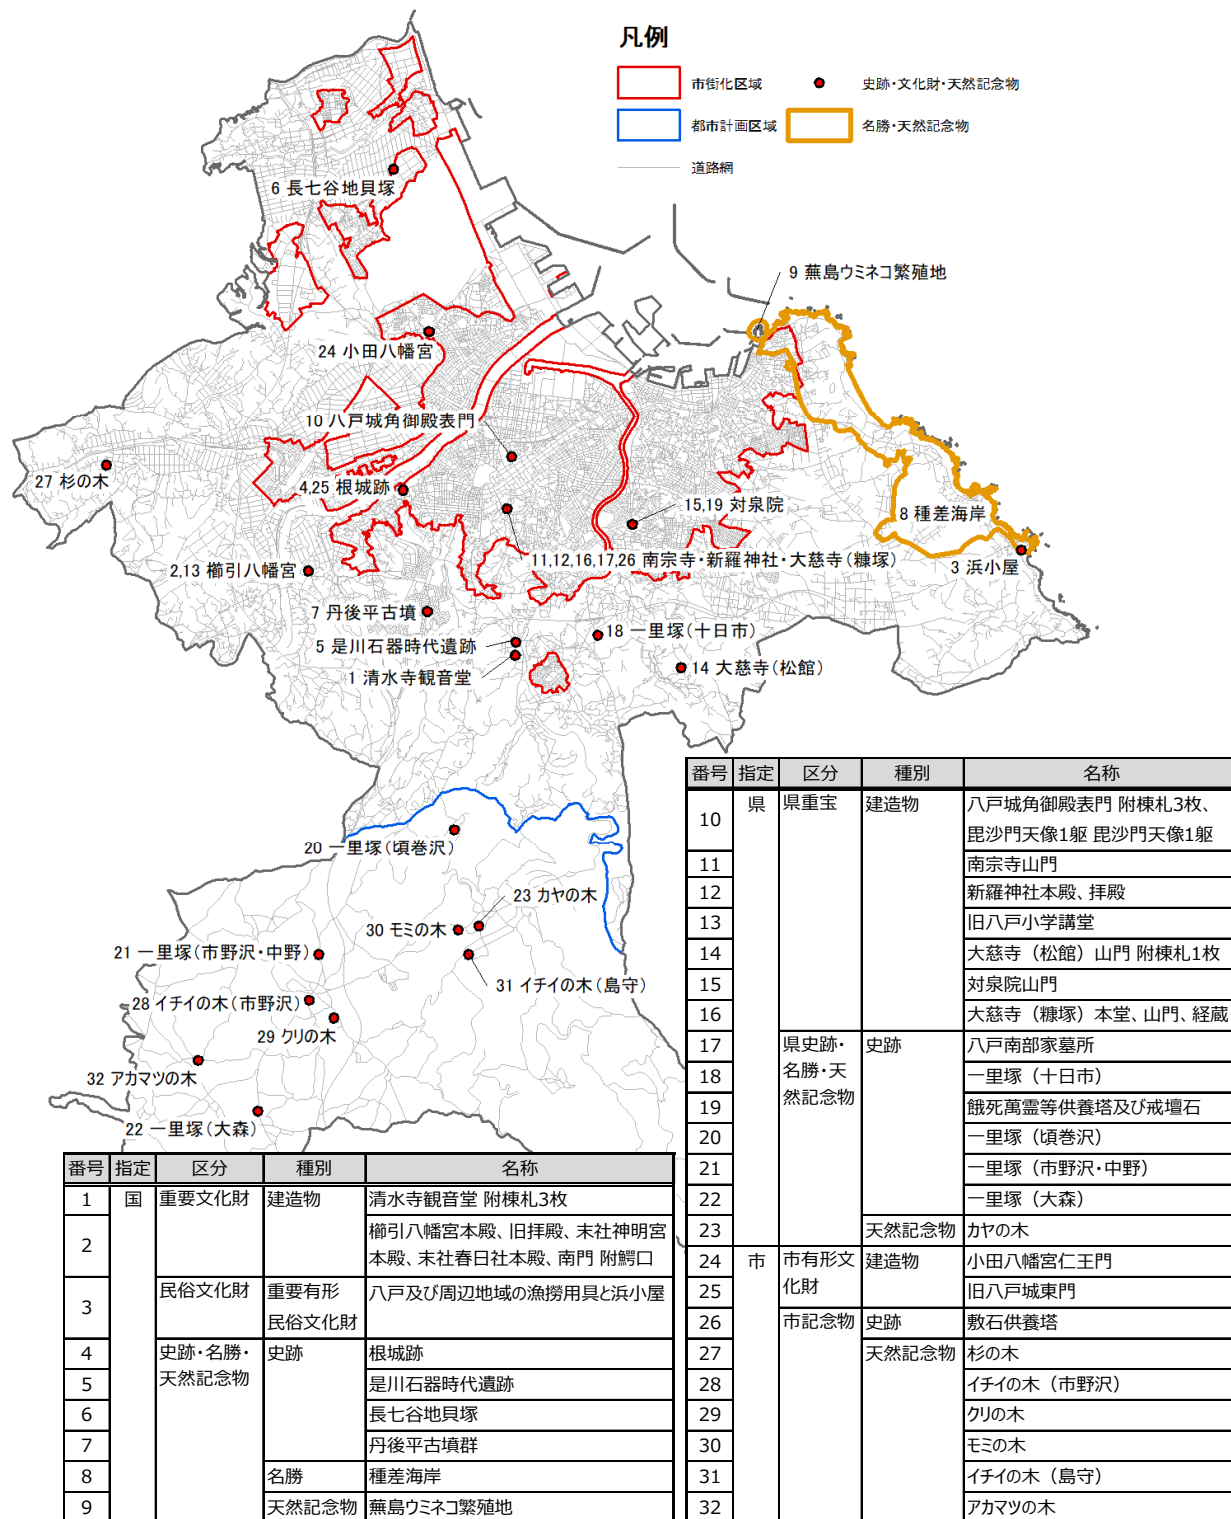 凡例
市街化区域
史跡・文化財・天然記念物
都市計画区域
名勝・天然記念物
道路網
6 長七谷地貝塚
9 蕪島ウミネコ繁殖地
24 小田八幡宮
10 八戸城角御殿表門
27 杉の木
4,25 根城跡
15,19 対泉院
8 種差海岸
11,12,16,17,26 南宗寺・新羅神社・大慈寺(糠塚)
3 浜小屋
2,13 櫛引八幡宮
7 丹後平古墳
18 一里塚(十日市)
5 是川石器時代遺跡
14 大慈寺(松館)
1 清水寺観音堂
20 一里塚(頃巻沢)
23 カヤの木
30 モミの木
21 一里塚(市野沢・中野)
31 イチイの木(島守)
28 イチイの木(市野沢)
29 クリの木
32 アカマツの木
22 一里塚(大森)
番号 指定 区分 種別 名称
1 国 重要文化財 建造物 清水寺観音堂 附棟札3枚
2 櫛引八幡宮本殿、旧拝殿、末社神明宮
本殿、末社春日社本殿、南門 附鰐口
3 民俗文化財 重要有形 八戸及び周辺地域の漁撈用具と浜小屋
民俗文化財
4 史跡・名勝・ 史跡 根城跡
天然記念物
5 是川石器時代遺跡
6 長七谷地貝塚
7 丹後平古墳群
8 名勝 種差海岸
9 天然記念物 蕪島ウミネコ繁殖地
番号 指定 区分 種別 名称
10 県 県重宝 建造物 八戸城角御殿表門 附棟札3枚、
毘沙門天像1躯 毘沙門天像1躯
11 南宗寺山門
12 新羅神社本殿、拝殿
13 旧八戸小学講堂
14 大慈寺（松館）山門 附棟札1枚
15 対泉院山門
16 大慈寺（糠塚）本堂、山門、経蔵
17 県史跡・ 史跡 八戸南部家墓所
18 名勝・天 一里塚（十日市）
19 然記念物 餓死萬霊等供養塔及び戒壇石
20 一里塚（頃巻沢）
21 一里塚（市野沢・中野）
22 一里塚（大森）
23 天然記念物 カヤの木
24 市 市有形文 建造物 小田八幡宮仁王門
25 化財 旧八戸城東門
26 市記念物 史跡 敷石供養塔
27 天然記念物 杉の木
28 イチイの木（市野沢）
29 クリの木
30 モミの木
31 イチイの木（島守）
32 アカマツの木